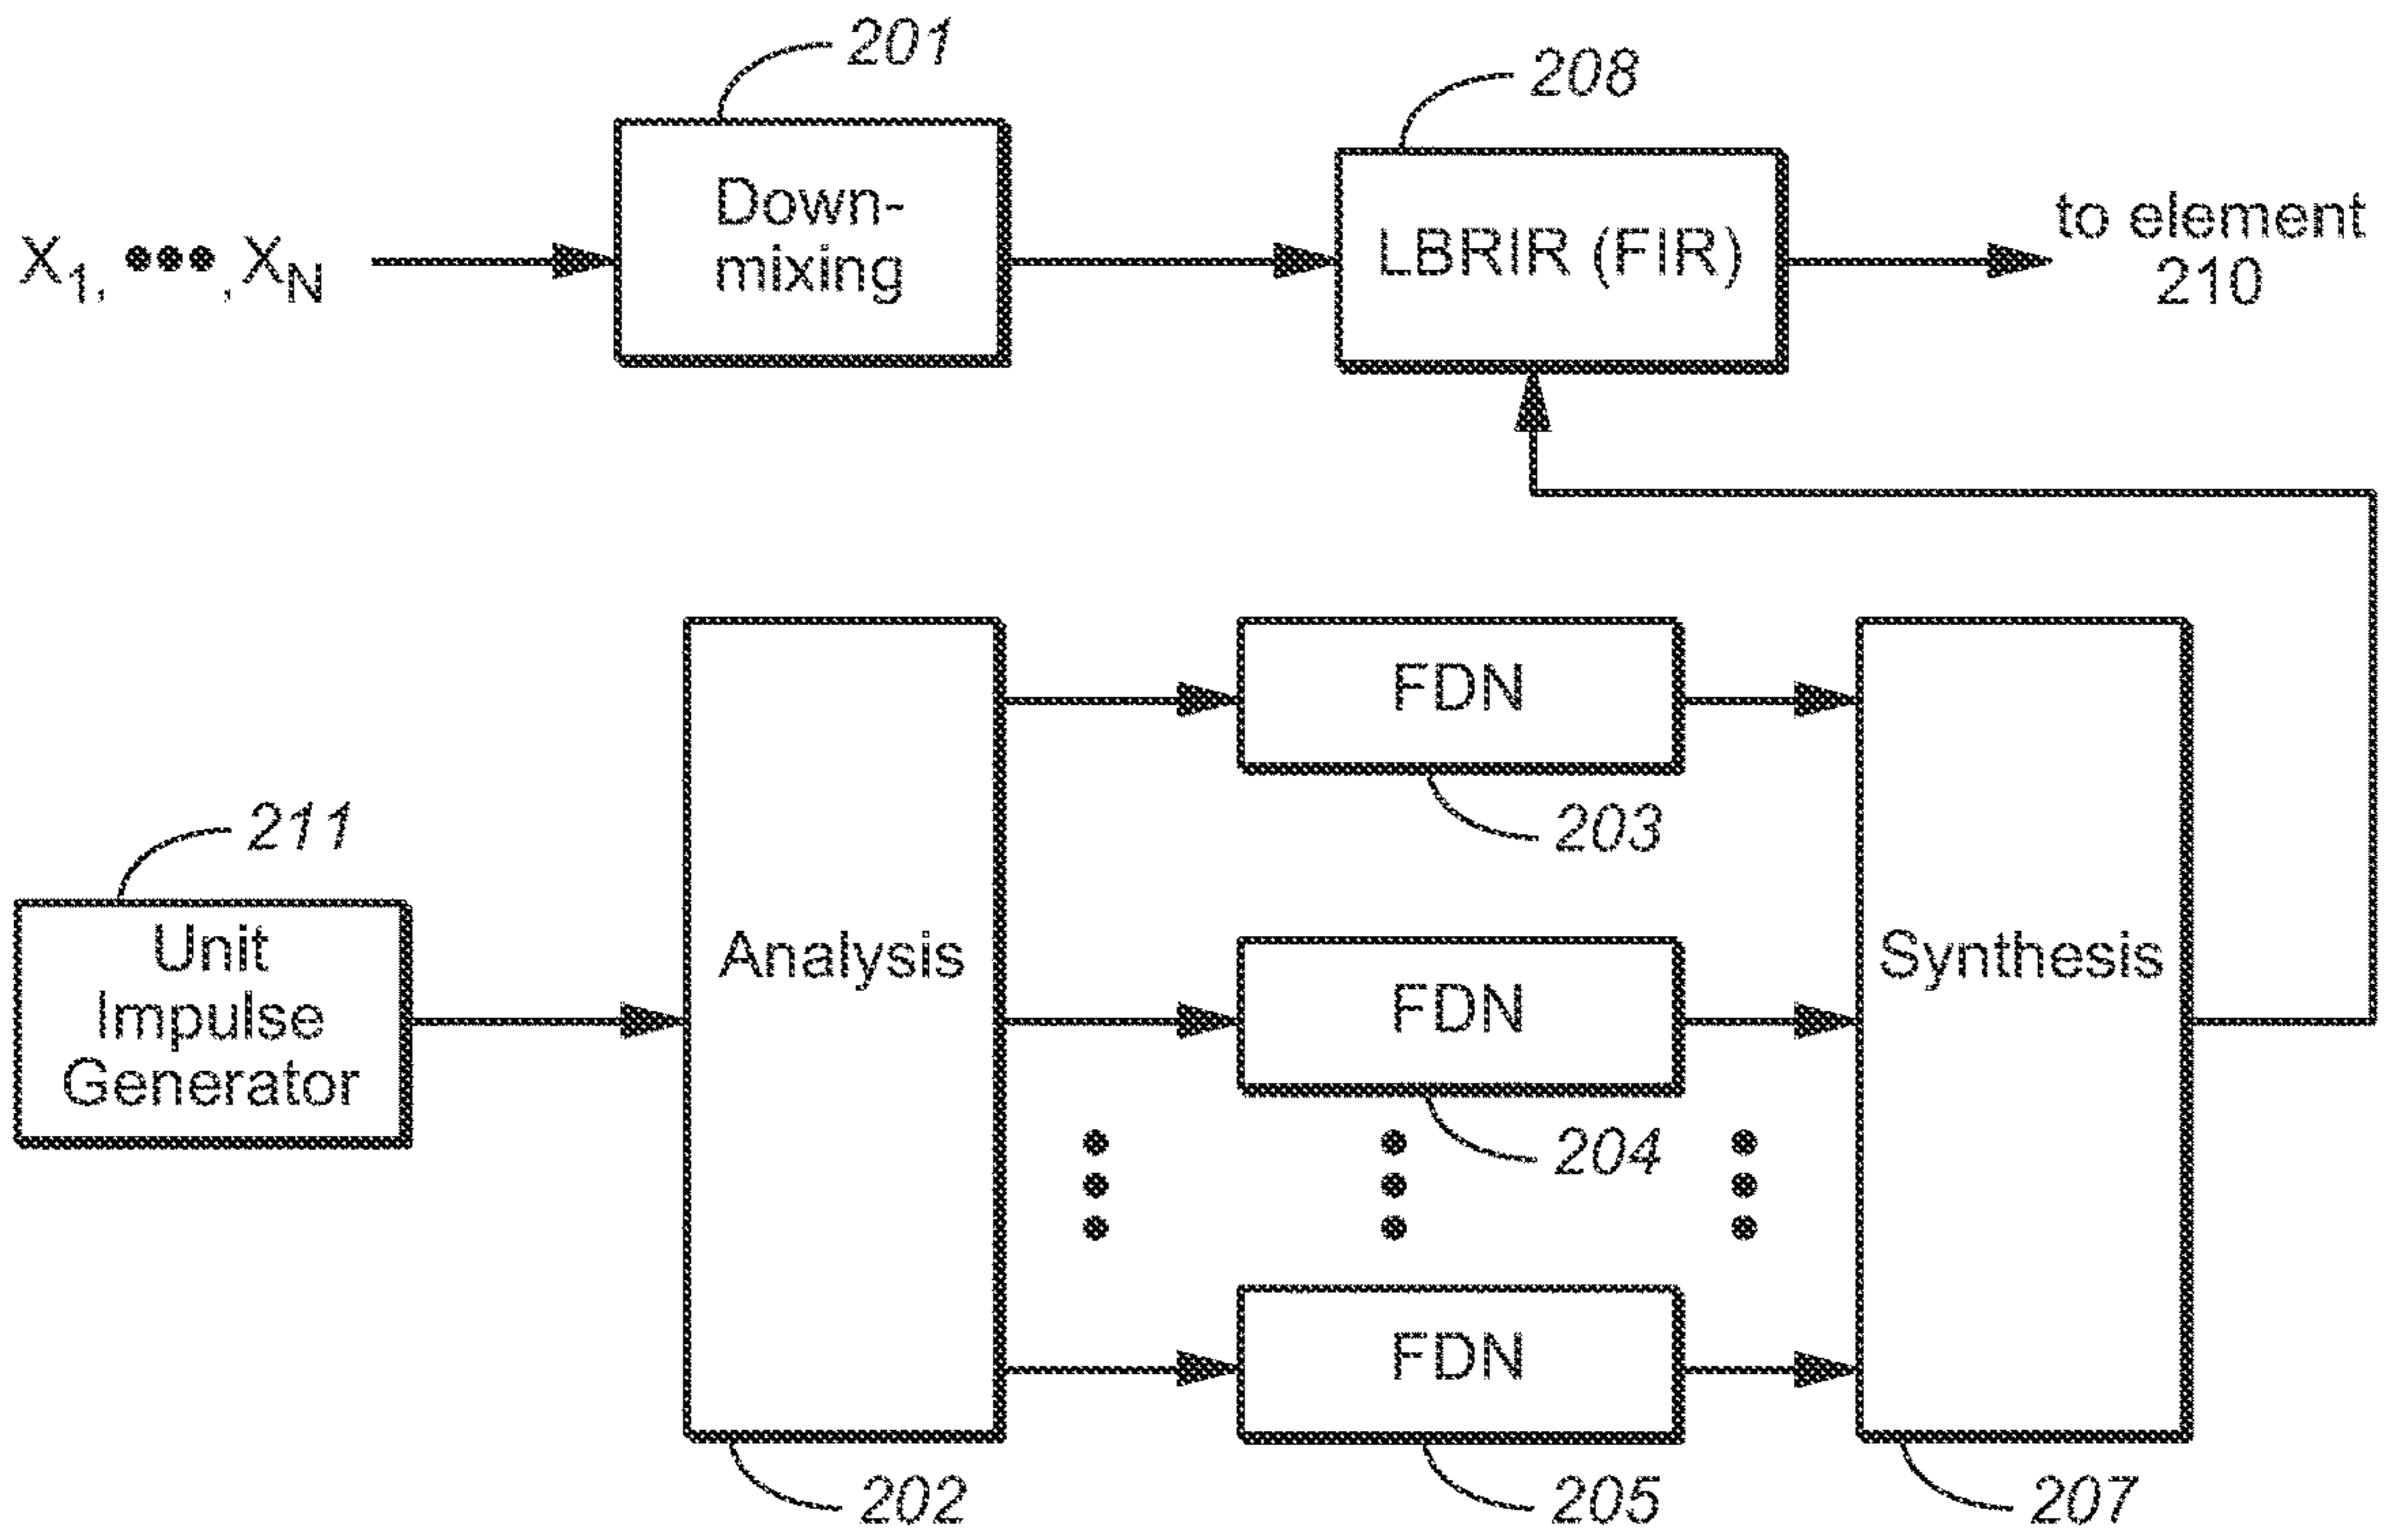 201
208
Down-
mixing
LBRIR (FIR)
to element
210
X1, •••, XN
FDN
203
211
Unit
Impulse
Generator
Analysis
FDN
204
Synthesis
FDN
202
205
207